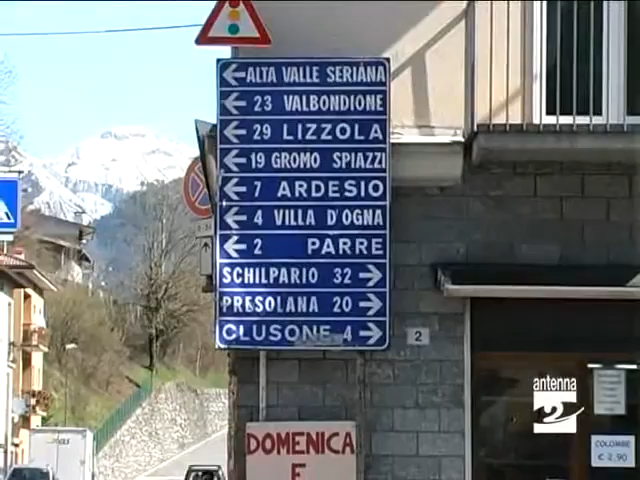 ALTA VALLE SERIANA
23 VALBONDIONE
29 LIZZOLA
19 GROMO SPIAZZI
7 ARDESIO
4 VILLA D'OGNA
2 PARRE
SCHILPARIO 32
PRESOLANA 20
CLUSONE 4
2
DOMENICA
E
antenna
2
COLOMBE
€ 2,90